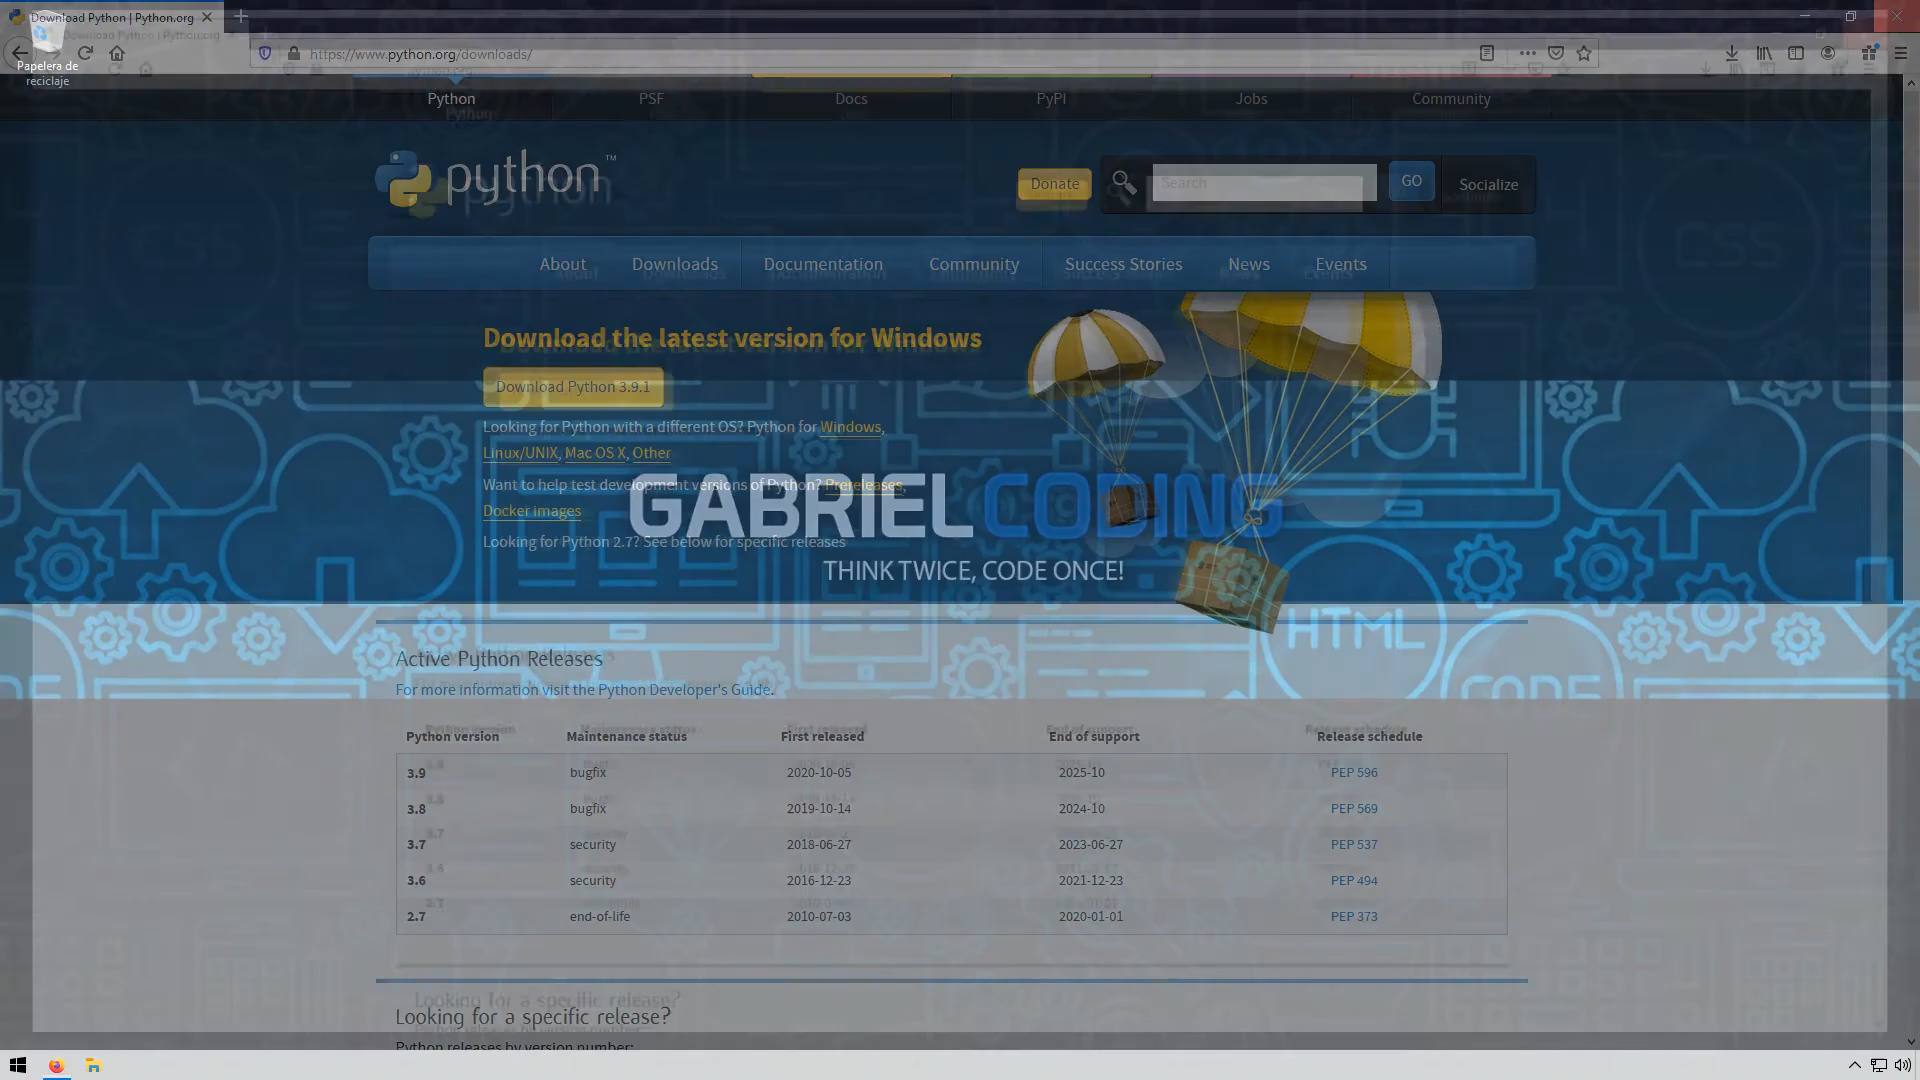 Download Python | Python.org
Papelera de
reciclaje
https://www.python.org/downloads/
Python PSF Docs PyPI Jobs Community
python™
Donate Search GO Socialize
About Downloads Documentation Community Success Stories News Events
Download the latest version for Windows
Download Python 3.9.1
Looking for Python with a different OS? Python for Windows,
Linux/UNIX, Mac OS X, Other
Want to help test development versions of Python? Prereleases,
Docker images
Looking for Python 2.7? See below for specific releases
GABRIEL CODING
THINK TWICE, CODE ONCE!
CSS
CSS
HTML
CODE
Active Python Releases
For more information visit the Python Developer's Guide.
Python version Maintenance status First released End of support Release schedule
3.9 bugfix 2020-10-05 2025-10 PEP 596
3.8 bugfix 2019-10-14 2024-10 PEP 569
3.7 security 2018-06-27 2023-06-27 PEP 537
3.6 security 2016-12-23 2021-12-23 PEP 494
2.7 end-of-life 2010-07-03 2020-01-01 PEP 373
Looking for a specific release?
Python releases by version number: